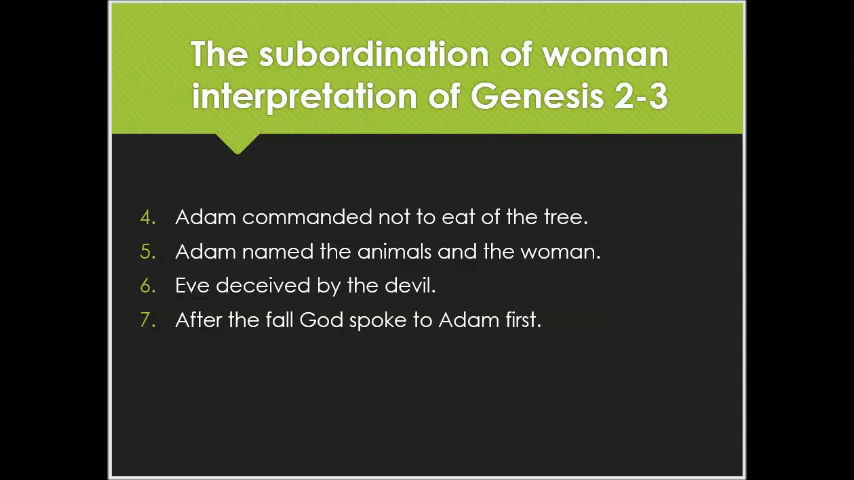 The subordination of woman
interpretation of Genesis 2-3
4. Adam commanded not to eat of the tree.
5. Adam named the animals and the woman.
6. Eve deceived by the devil.
7. After the fall God spoke to Adam first.